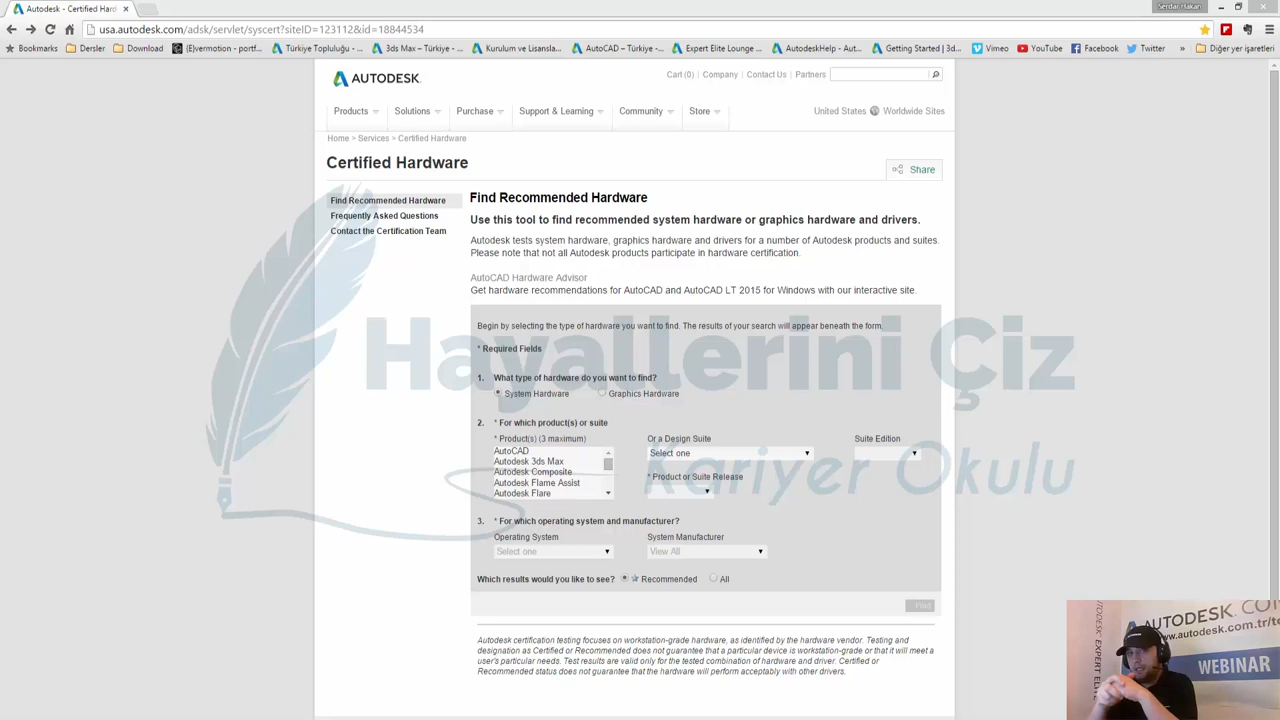 Autodesk - Certified Hard
Serdar Hakan
usa.autodesk.com/adsk/servlet/syscert?siteID=123112&id=18844534
Bookmarks Dersler Download (E)vermotion - portf... Türkiye Topluluğu -... 3ds Max – Türkiye -... Kurulum ve Lisansla... AutoCAD – Türkiye -... Expert Elite Lounge ... AutodeskHelp - Aut... Getting Started | 3d... Vimeo YouTube Facebook Twitter » Diğer yer işaretleri
AUTODESK.
Cart (0) | Company | Contact Us | Partners
Products Solutions Purchase Support & Learning Community Store
United States Worldwide Sites
Home > Services > Certified Hardware
Certified Hardware
Share
Find Recommended Hardware
Frequently Asked Questions
Contact the Certification Team
Find Recommended Hardware
Use this tool to find recommended system hardware or graphics hardware and drivers.
Autodesk tests system hardware, graphics hardware and drivers for a number of Autodesk products and suites.
Please note that not all Autodesk products participate in hardware certification.
AutoCAD Hardware Advisor
Get hardware recommendations for AutoCAD and AutoCAD LT 2015 for Windows with our interactive site.
Begin by selecting the type of hardware you want to find. The results of your search will appear beneath the form.
* Required Fields
1. What type of hardware do you want to find?
System Hardware Graphics Hardware
2. * For which product(s) or suite
* Product(s) (3 maximum) Or a Design Suite Suite Edition
AutoCAD
Autodesk 3ds Max
Autodesk Composite
Autodesk Flame Assist
Autodesk Flare
Select one
* Product or Suite Release
3. * For which operating system and manufacturer?
Operating System System Manufacturer
Select one View All
Which results would you like to see? Recommended All
Find
Autodesk certification testing focuses on workstation-grade hardware, as identified by the hardware vendor. Testing and
designation as Certified or Recommended does not guarantee that a particular device is workstation-grade or that it will meet a
user's particular needs. Test results are valid only for the tested combination of hardware and driver. Certified or
Recommended status does not guarantee that the hardware will perform acceptably with other drivers.
Hayallerini Çiz
Kariyer Okulu
AUTODESK.CO
www.autodesk.com.tr/t
WEBINAR
AUTODESK EXPERT ELITE